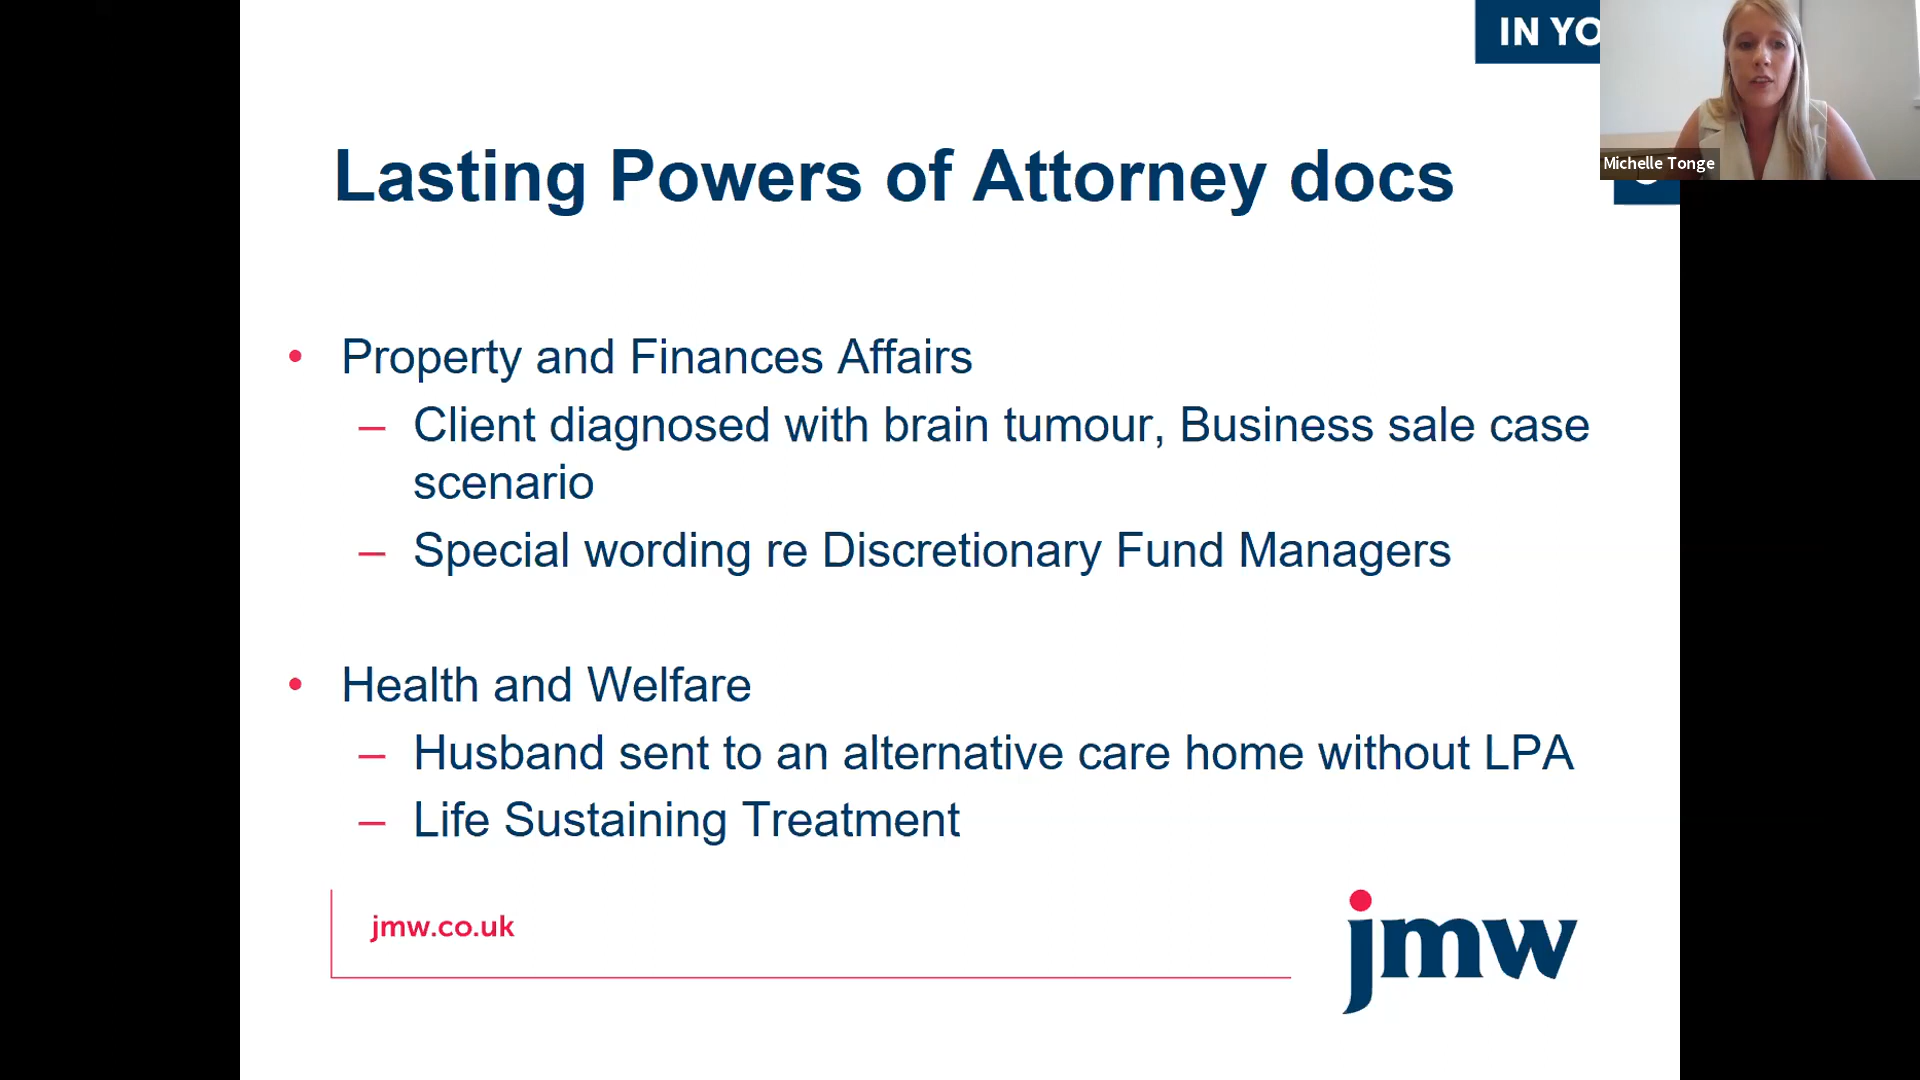 IN YO
Michelle Tonge
Lasting Powers of Attorney docs
• Property and Finances Affairs
– Client diagnosed with brain tumour, Business sale case
scenario
– Special wording re Discretionary Fund Managers
• Health and Welfare
– Husband sent to an alternative care home without LPA
– Life Sustaining Treatment
jmw.co.uk
jmw